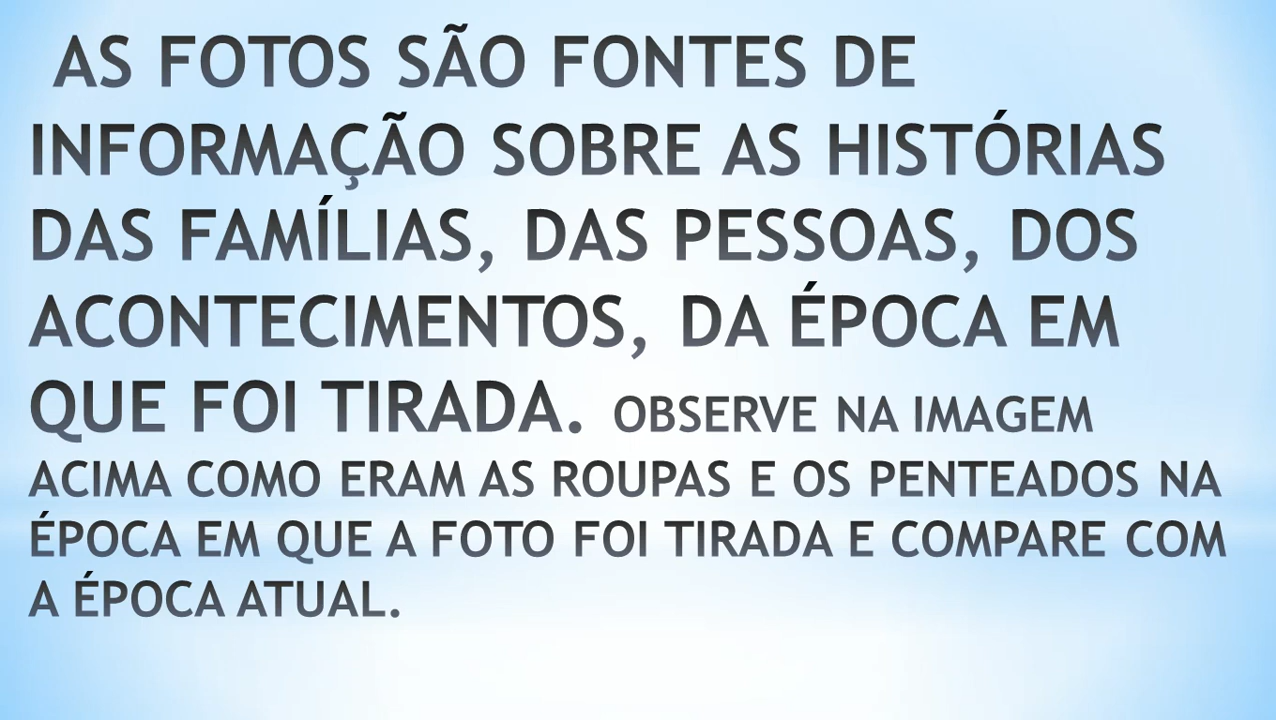 AS FOTOS SÃO FONTES DE
INFORMAÇÃO SOBRE AS HISTÓRIAS
DAS FAMÍLIAS, DAS PESSOAS, DOS
ACONTECIMENTOS, DA ÉPOCA EM
QUE FOI TIRADA. OBSERVE NA IMAGEM
ACIMA COMO ERAM AS ROUPAS E OS PENTEADOS NA
ÉPOCA EM QUE A FOTO FOI TIRADA E COMPARE COM
A ÉPOCA ATUAL.